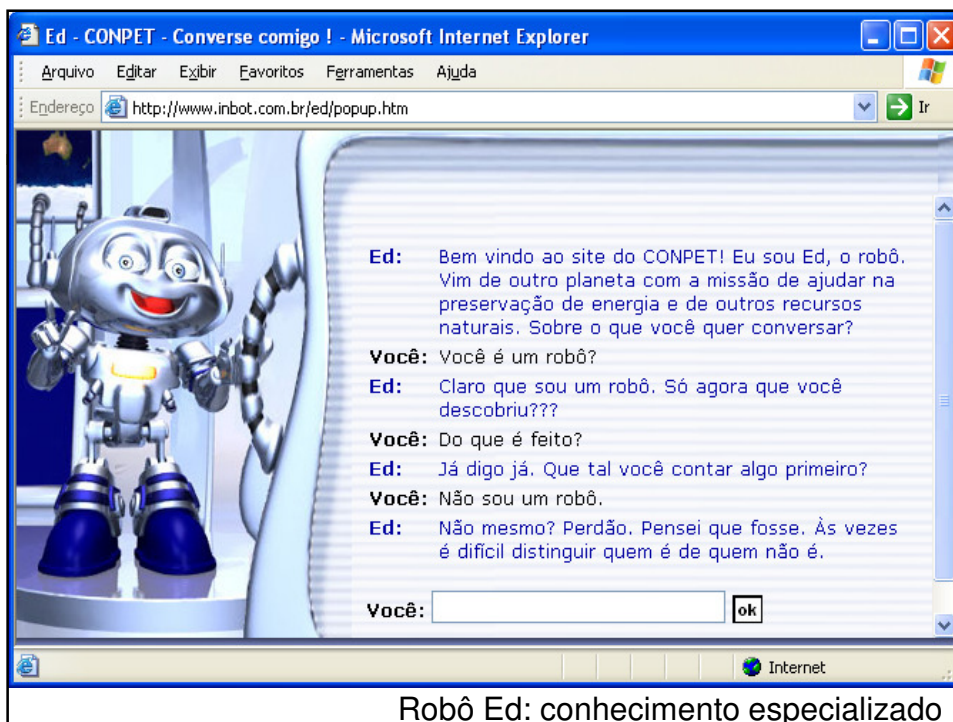 Ed - CONPET - Converse comigo ! - Microsoft Internet Explorer
Arquivo Editar Exibir Favoritos Ferramentas Ajuda
Endereço http://www.inbot.com.br/ed/popup.htm Ir
Ed: Bem vindo ao site do CONPET! Eu sou Ed, o robô.
Vim de outro planeta com a missão de ajudar na
preservação de energia e de outros recursos
naturais. Sobre o que você quer conversar?
Você: Você é um robô?
Ed: Claro que sou um robô. Só agora que você
descobriu???
Você: Do que é feito?
Ed: Já digo já. Que tal você contar algo primeiro?
Você: Não sou um robô.
Ed: Não mesmo? Perdão. Pensei que fosse. Às vezes
é difícil distinguir quem é de quem não é.
Você: ok
Internet
Robô Ed: conhecimento especializado